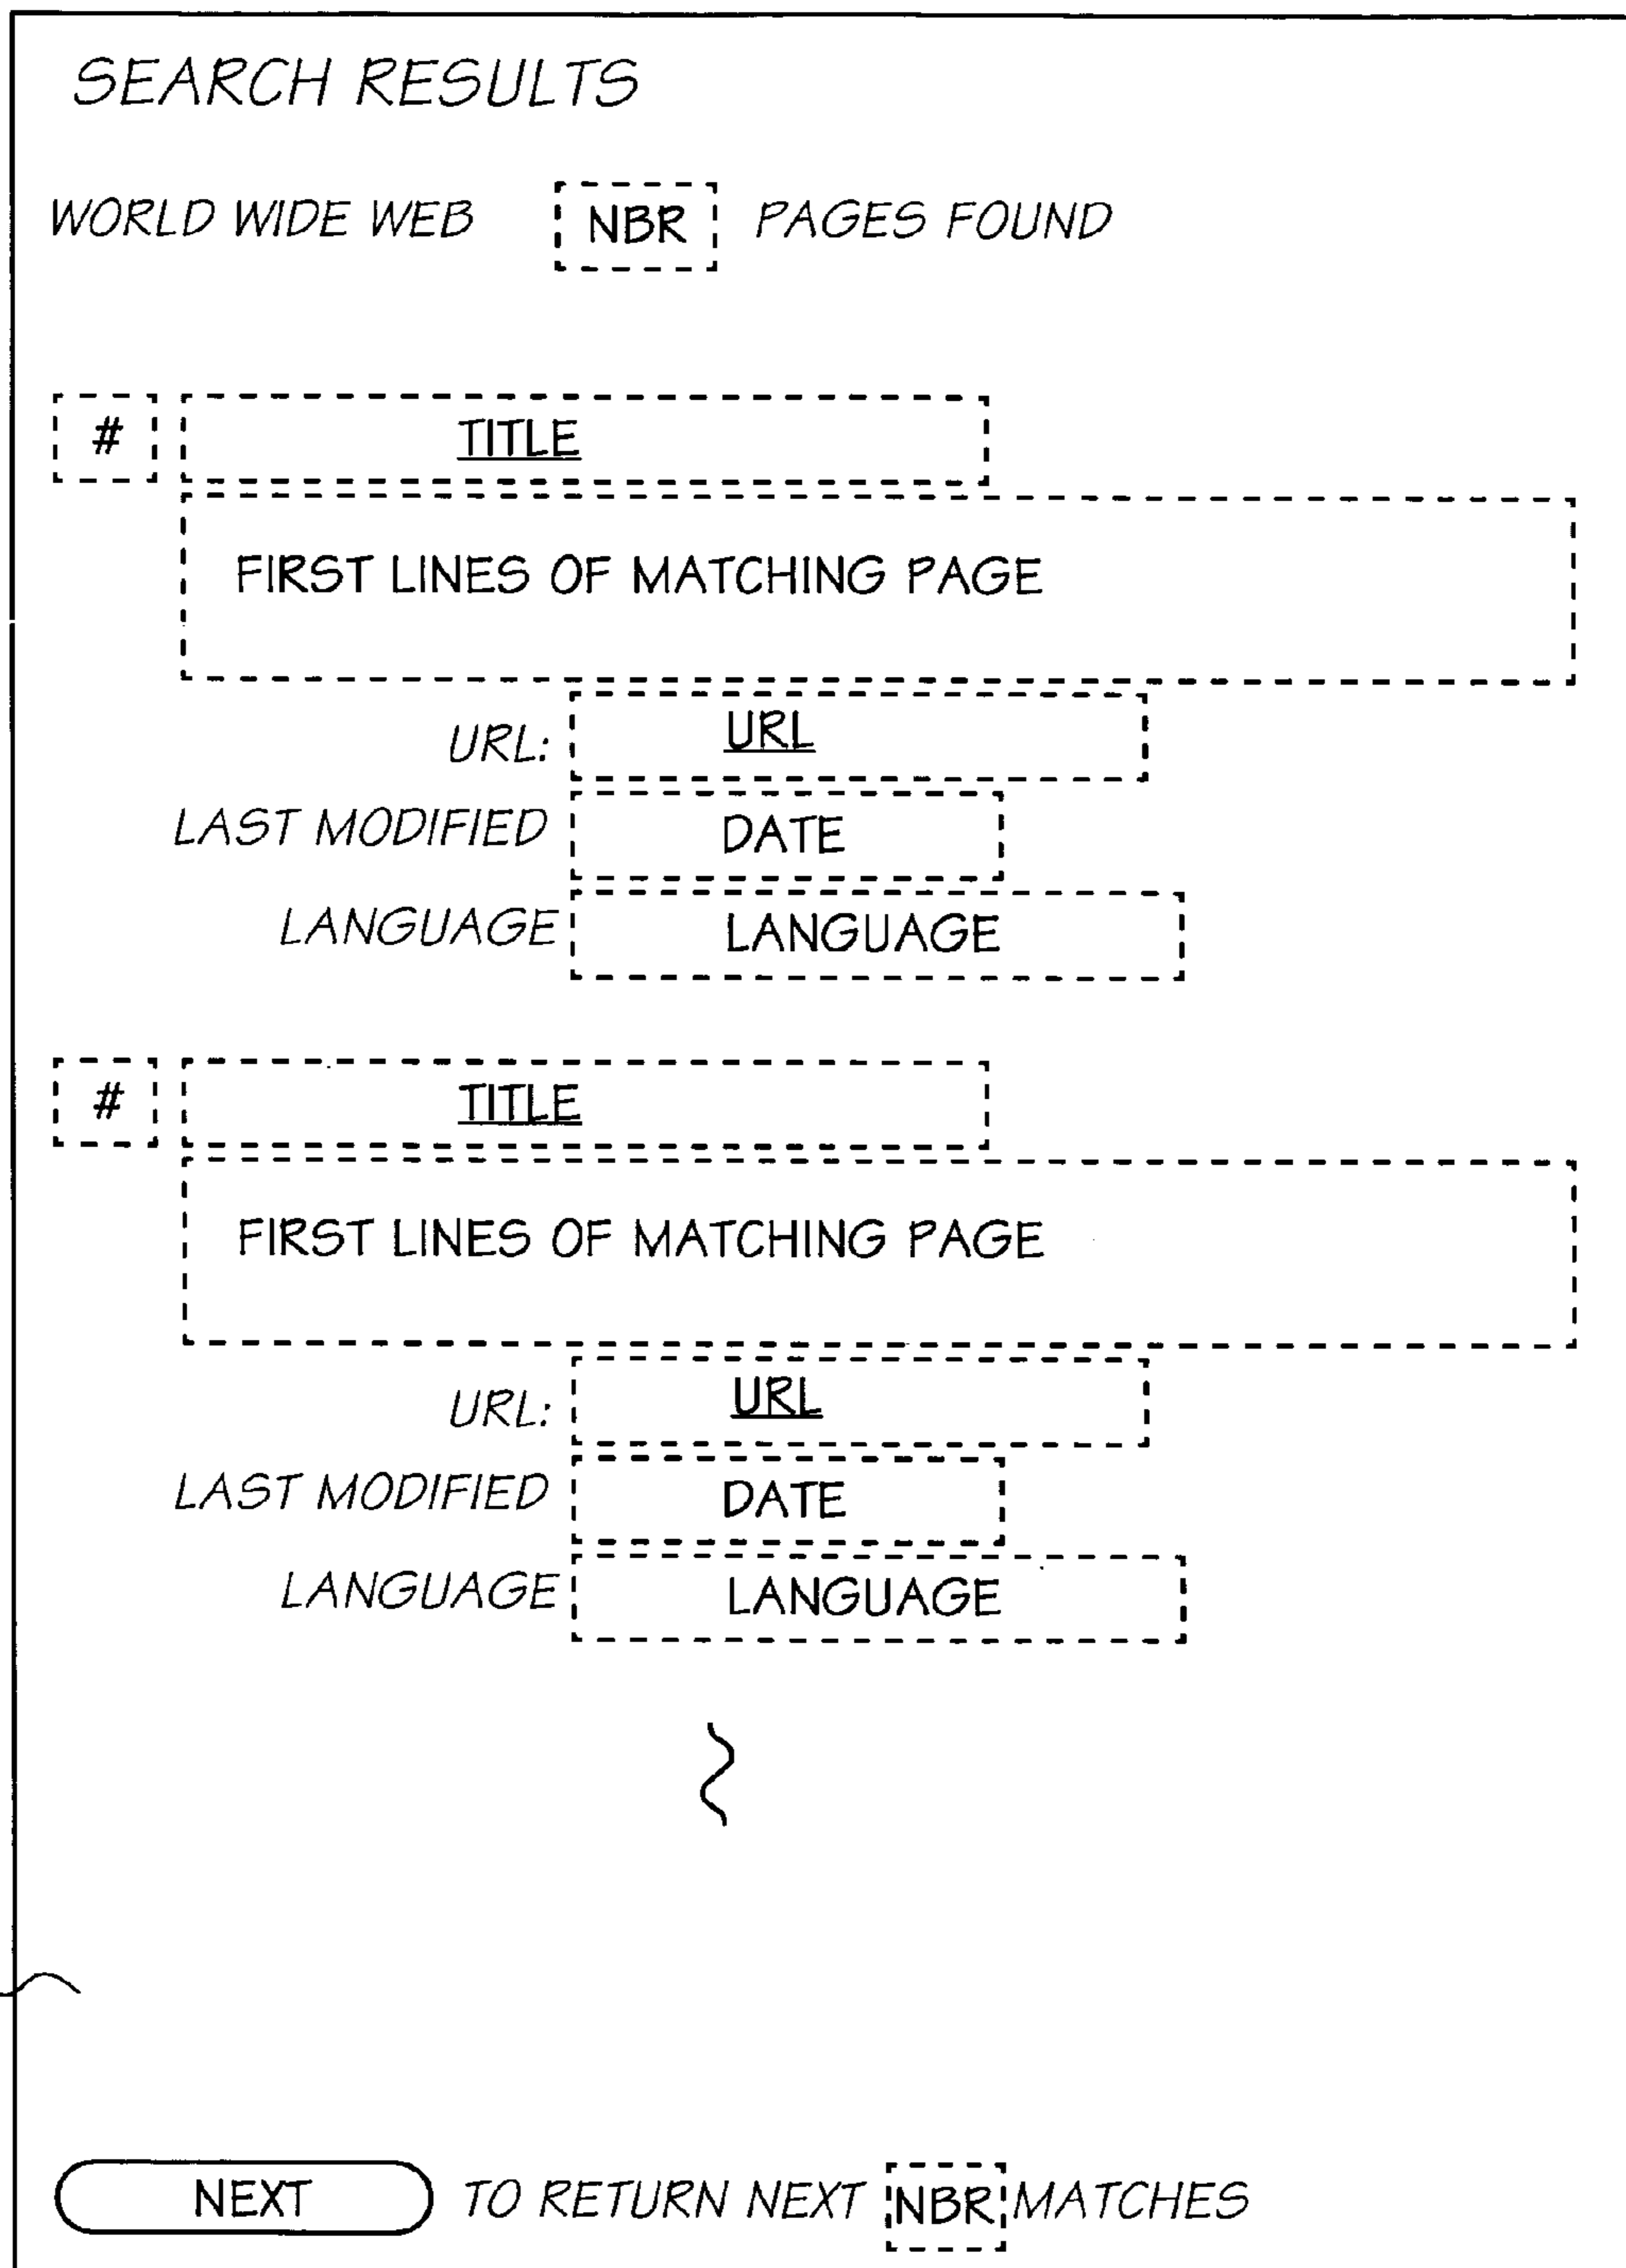 SEARCH RESULTS
WORLD WIDE WEB NBR PAGES FOUND
# TITLE
FIRST LINES OF MATCHING PAGE
URL: URL
LAST MODIFIED DATE
LANGUAGE LANGUAGE
# TITLE
FIRST LINES OF MATCHING PAGE
URL: URL
LAST MODIFIED DATE
LANGUAGE LANGUAGE
NEXT TO RETURN NEXT NBR MATCHES